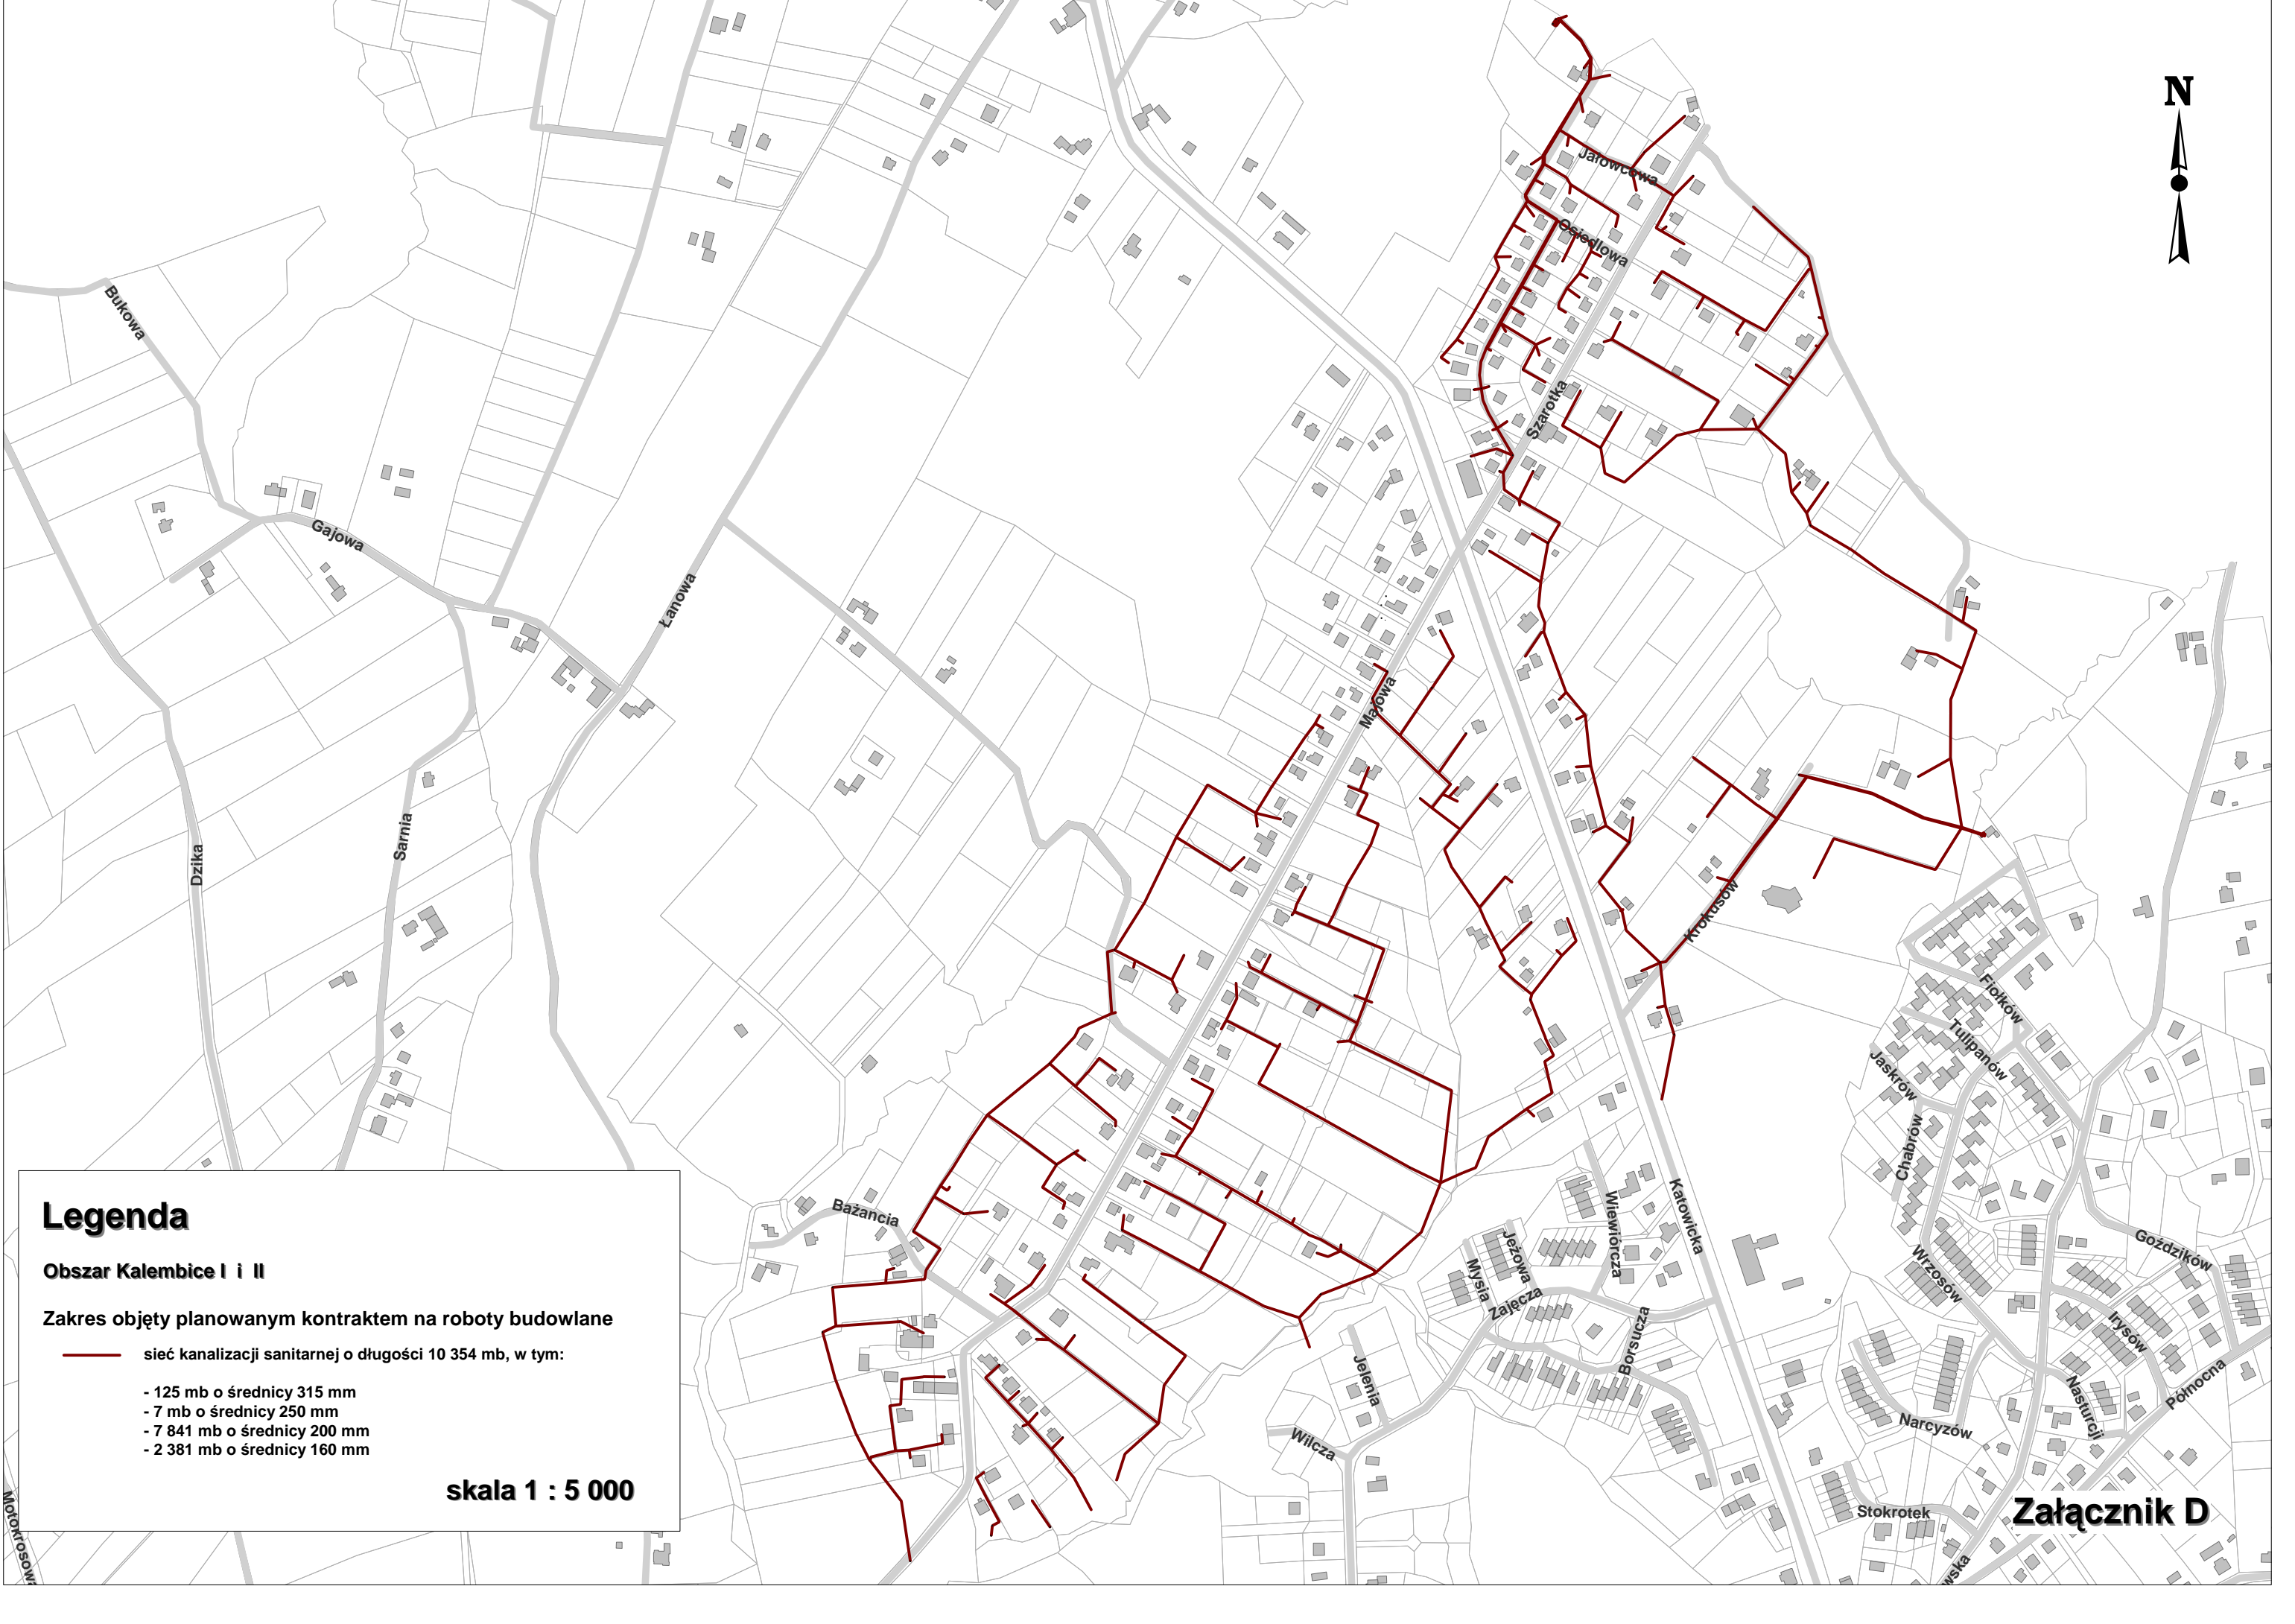 N
Jałowcowa
Osiedlowa
Bukowa
Szarotka
Gajowa
Łanowa
Majowa
Sarnia
Dzika
Krokusów
Fiołków
Tulipanów
Jaskrów
Chabrów
Bażancia
Wiewiórcza
Katowicka
Jeżowa
Mysia
Zajęcza
Borsucza
Jelenia
Wilcza
Goździków
Wrzosów
Irysów
Północna
Nasturcji
Narcyzów
Stokrotek
wska
Motokrosowa
Legenda
Obszar Kalembice I i II
Zakres objęty planowanym kontraktem na roboty budowlane
sieć kanalizacji sanitarnej o długości 10 354 mb, w tym:
- 125 mb o średnicy 315 mm
- 7 mb o średnicy 250 mm
- 7 841 mb o średnicy 200 mm
- 2 381 mb o średnicy 160 mm
skala 1 : 5 000
Załącznik D